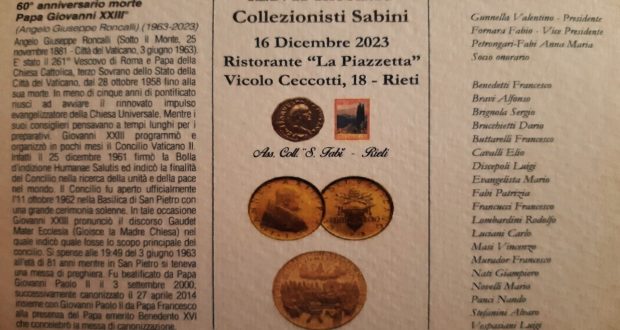 60° anniversario morte
Papa Giovanni XXIII°
(Angelo Giuseppe Roncalli) (1963-2023)
Angelo Giuseppe Roncalli (Sotto il Monte, 25
novembre 1881 - Città del Vaticano, 3 giugno 1963).
E' stato il 261° Vescovo di Roma e Papa della
Chiesa Cattolica, terzo Sovrano dello Stato della
Città del Vaticano, dal 28 ottobre 1958 fino alla
sua morte. In meno di cinque anni di pontificato
riuscì ad avviare il rinnovato impulso
evangelizzatore della Chiesa Universale. Mentre i
suoi consiglieri pensavano a tempi lunghi per i
preparativi. Giovanni XXIII programmò e
organizzò in pochi mesi il Concilio Vaticano II.
Infatti il 25 dicembre 1961 firmò la Bolla
d'indizione Humanae Salutis ed indicò la finalità
del Concilio nella ricerca della unità e della pace
nel mondo. Il Concilio fu aperto ufficialmente
l'11 ottobre 1962 nella Basilica di San Pietro con
una grande cerimonia solenne. In tale occasione
Giovanni XXIII pronunciò il discorso Gaudet
Mater Ecclesia (Gioisce la Madre Chiesa) nel
quale indicò quale fosse lo scopo principale del
concilio. Si spense alle 19:49 del 3 giugno 1963
all'età di 81 anni mentre in San Pietro si teneva
una messa di preghiera. Fu beatificato da Papa
Giovanni Paolo II il 3 settembre 2000,
successivamente canonizzato il 27 aprile 2014
insieme con Giovanni Paolo II da Papa Francesco
alla presenza del Papa emerito Benedetto XVI
che concelebrò la messa di canonizzazione.
Collezionisti Sabini
16 Dicembre 2023
Ristorante "La Piazzetta"
Vicolo Ceccotti, 18 - Rieti
Ass. Coll. "S. Fabi" - Rieti
Gunnella Valentino - Presidente
Fornara Fabio - Vice Presidente
Petrongari-Fabi Anna Maria
Socio onorario
Benedetti Francesco
Bravi Alfonso
Brignola Sergio
Brucchietti Dario
Buttarelli Franco
Cavalli Elio
Discepoli Luigi
Evangelista Mario
Fabi Patrizia
Francucci Francesco
Lombardini Rodolfo
Luciani Carlo
Masi Vincenzo
Murador Francesco
Nati Giampiero
Novelli Mario
Panci Nando
Stefanini Alvaro
Vespasiani Luigi